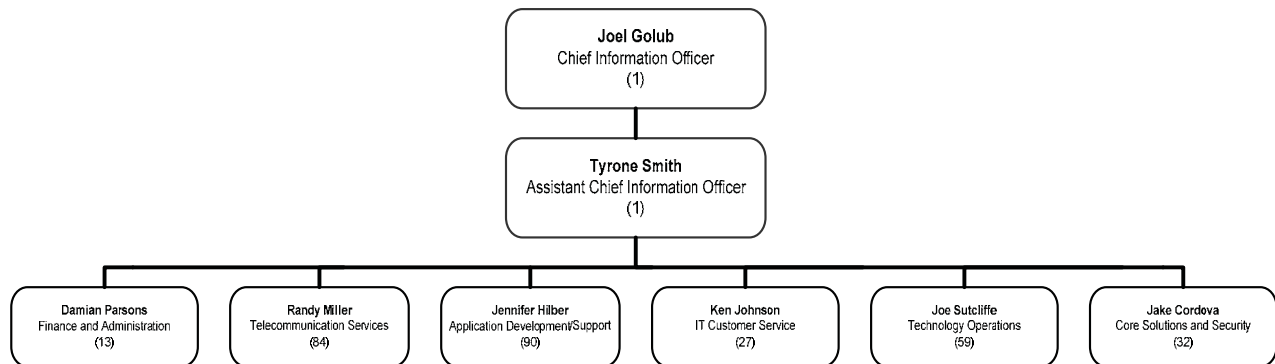 Joel Golub
Chief Information Officer
(1)
Tyrone Smith
Assistant Chief Information Officer
(1)
Damian Parsons
Finance and Administration
(13)
Randy Miller
Telecommunication Services
(84)
Jennifer Hilber
Application Development/Support
(90)
Ken Johnson
IT Customer Service
(27)
Joe Sutcliffe
Technology Operations
(59)
Jake Cordova
Core Solutions and Security
(32)